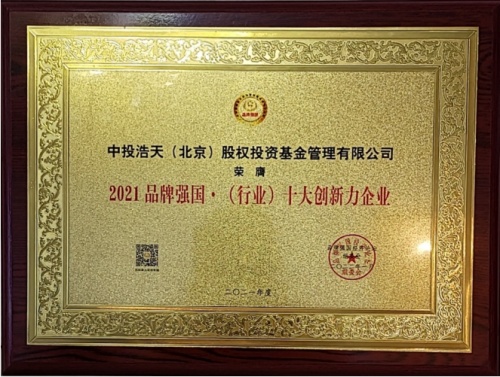 中投浩天（北京）股权投资基金管理有限公司
荣膺
2021品牌强国·（行业）十大创新力企业
二〇二一年度